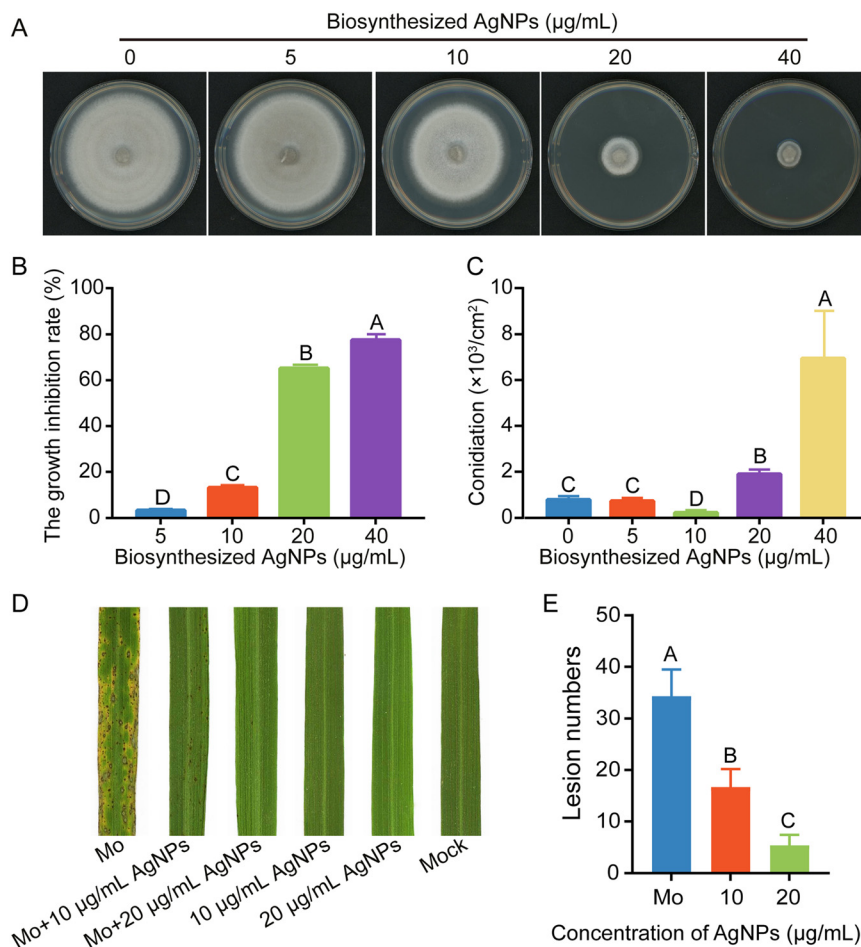 A
Biosynthesized AgNPs (µg/mL)
0 5 10 20 40
B
The growth inhibition rate (%)
100
80
60
40
20
0
D
C
B
A
5 10 20 40
Biosynthesized AgNPs (µg/mL)
C
Conidiation (×10³/cm²)
10
8
6
4
2
0
C
C
D
B
A
0 5 10 20 40
Biosynthesized AgNPs (µg/mL)
D
Mo
Mo+10 µg/mL AgNPs
Mo+20 µg/mL AgNPs
10 µg/mL AgNPs
20 µg/mL AgNPs
Mock
E
Lesion numbers
50
40
30
20
10
0
A
B
C
Mo 10 20
Concentration of AgNPs (µg/mL)